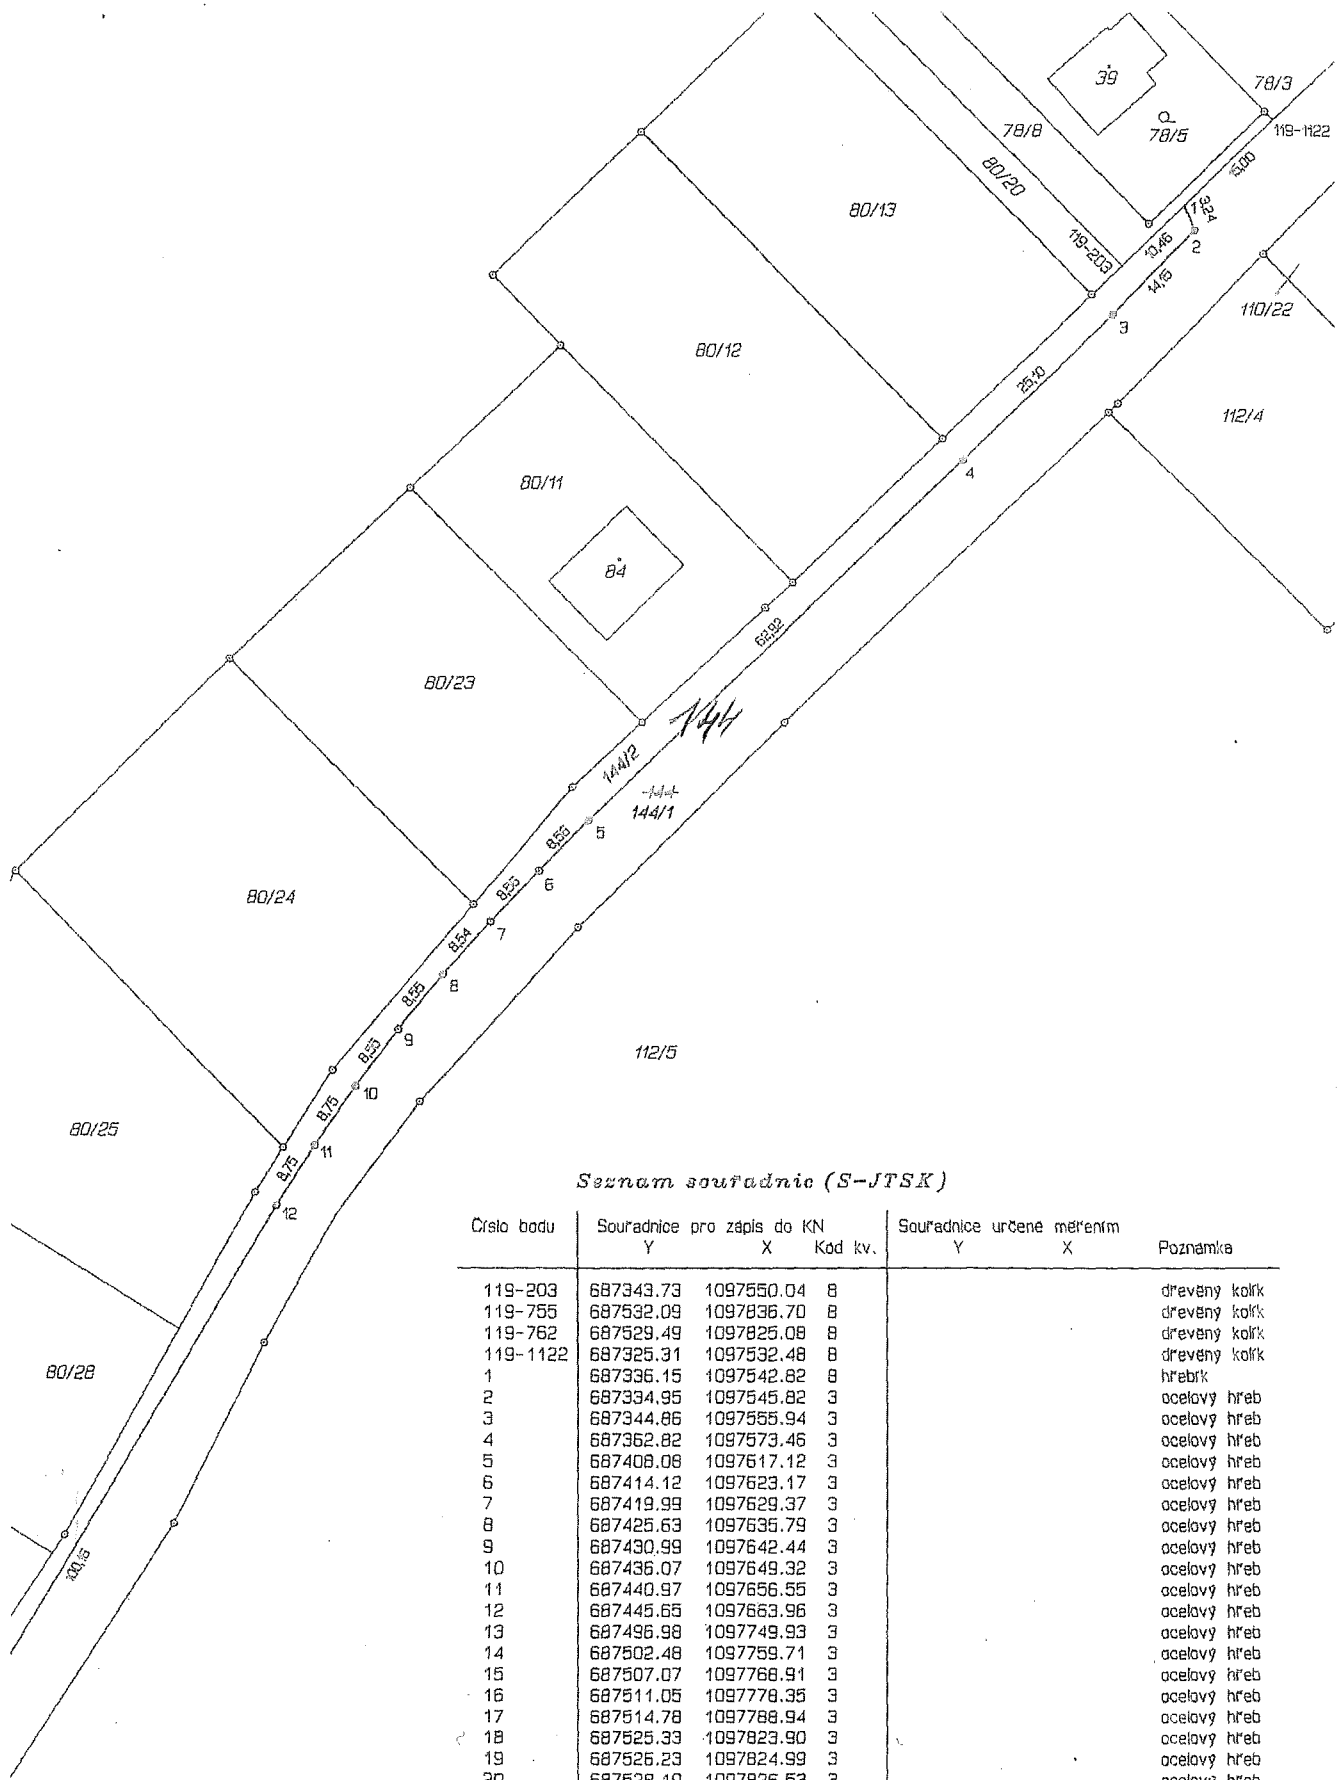 39
78/3
78/8
78/5
119-1122
80/20
15,00
80/13
1
3,24
119-203
10,46
2
14,15
3
110/22
80/12
25,10
112/4
4
80/11
84
62,92
80/23
144
144/2
144
144/1
8,56
5
8,55
6
80/24
7
8,54
8
8,55
9
112/5
8,55
10
80/25
8,75
11
8,75
12
80/28
100,16
Seznam souřadnic (S-JTSK)
Číslo bodu Souřadnice pro zápis do KN Souřadnice určené měřením
Y X Kód kv. Y X Poznámka
119-203 687343.73 1097550.04 8 dřevěný kolík
119-755 687532.09 1097836.70 8 dřevěný kolík
119-762 687529.49 1097825.08 8 dřevěný kolík
119-1122 687325.31 1097532.48 8 dřevěný kolík
1 687336.15 1097542.82 8 hřebík
2 687334.95 1097545.82 3 ocelový hřeb
3 687344.86 1097555.94 3 ocelový hřeb
4 687362.82 1097573.46 3 ocelový hřeb
5 687408.08 1097617.12 3 ocelový hřeb
6 687414.12 1097623.17 3 ocelový hřeb
7 687419.99 1097629.37 3 ocelový hřeb
8 687425.63 1097635.79 3 ocelový hřeb
9 687430.99 1097642.44 3 ocelový hřeb
10 687436.07 1097649.32 3 ocelový hřeb
11 687440.97 1097656.55 3 ocelový hřeb
12 687445.65 1097663.96 3 ocelový hřeb
13 687496.98 1097749.93 3 ocelový hřeb
14 687502.48 1097759.71 3 ocelový hřeb
15 687507.07 1097768.91 3 ocelový hřeb
16 687511.05 1097778.35 3 ocelový hřeb
17 687514.78 1097788.94 3 ocelový hřeb
18 687525.33 1097823.90 3 ocelový hřeb
19 687526.23 1097824.99 3 ocelový hřeb